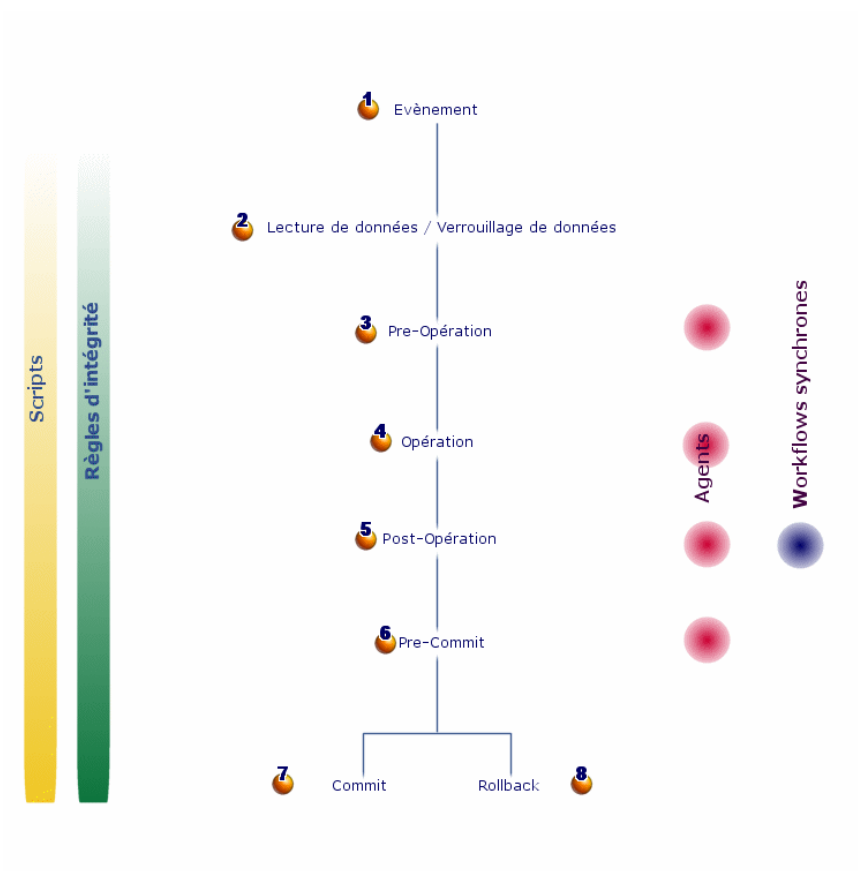 1
Evènement
2
Lecture de données / Verrouillage de données
3
Pre-Opération
4
Opération
5
Post-Opération
6
Pre-Commit
7
Commit
Rollback
8
Scripts
Règles d'intégrité
Agents
Workflows synchrones